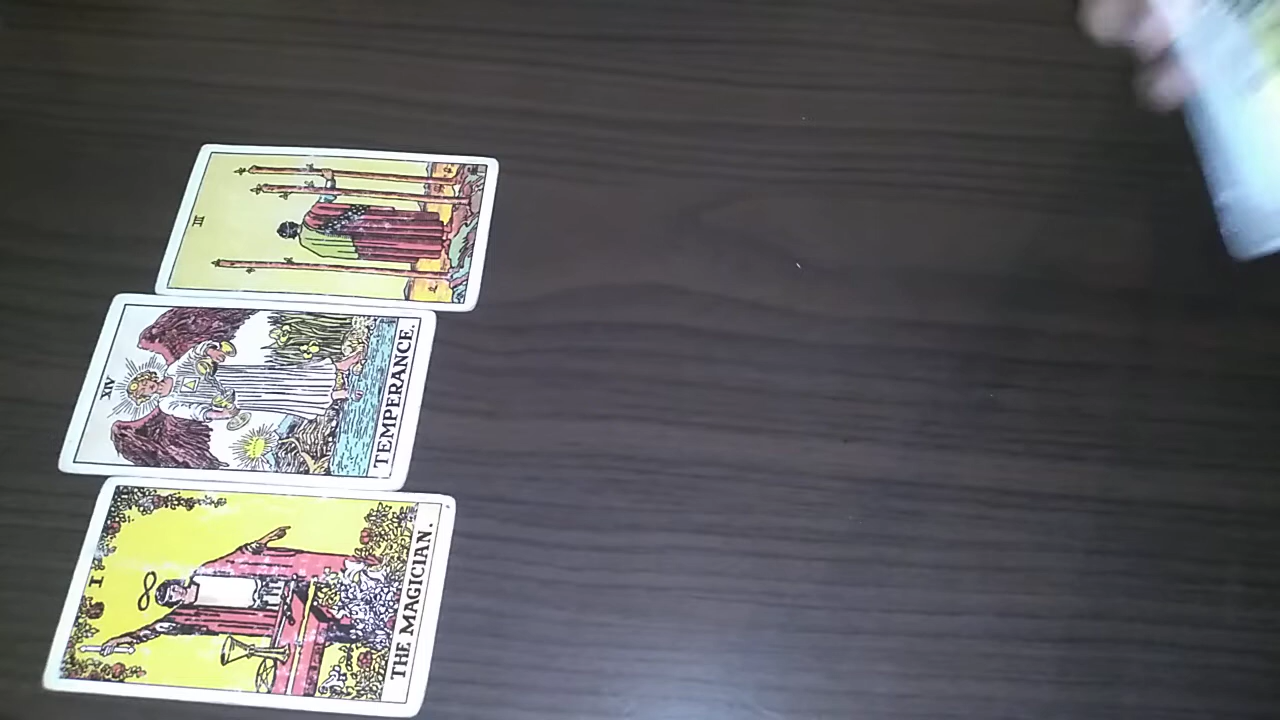 III
XIV
TEMPERANCE.
I
THE MAGICIAN.